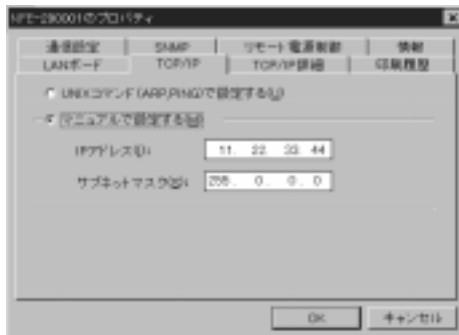 NFE-280001のプロパティ
通信設定 SNMP リモート電源制御 情報
LANボード TCP/IP TCP/IP詳細 印刷履歴
UNIXコマンド(ARP,PING)で設定する(U)
マニュアルで設定する(M)
IPアドレス(I): 11. 22. 33. 44
サブネットマスク(S): 255. 0. 0. 0
OK キャンセル